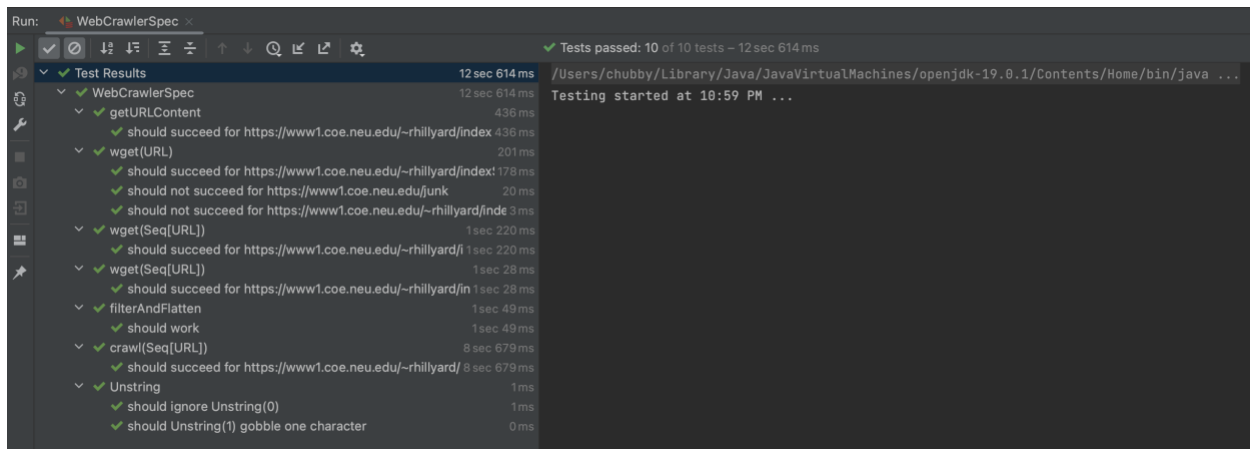 Run: WebCrawlerSpec
Tests passed: 10 of 10 tests – 12 sec 614 ms
Test Results 12 sec 614 ms
/Users/chubby/Library/Java/JavaVirtualMachines/openjdk-19.0.1/Contents/Home/bin/java ...
WebCrawlerSpec 12 sec 614 ms
Testing started at 10:59 PM ...
getURLContent 436 ms
should succeed for https://www1.coe.neu.edu/~rhillyard/index 436 ms
wget(URL) 201 ms
should succeed for https://www1.coe.neu.edu/~rhillyard/index 178 ms
should not succeed for https://www1.coe.neu.edu/junk 20 ms
should not succeed for https://www1.coe.neu.edu/~rhillyard/inde 3 ms
wget(Seq[URL]) 1 sec 220 ms
should succeed for https://www1.coe.neu.edu/~rhillyard/i 1 sec 220 ms
wget(Seq[URL]) 1 sec 28 ms
should succeed for https://www1.coe.neu.edu/~rhillyard/in 1 sec 28 ms
filterAndFlatten 1 sec 49 ms
should work 1 sec 49 ms
crawl(Seq[URL]) 8 sec 679 ms
should succeed for https://www1.coe.neu.edu/~rhillyard/ 8 sec 679 ms
Unstring 1 ms
should ignore Unstring(0) 1 ms
should Unstring(1) gobble one character 0 ms